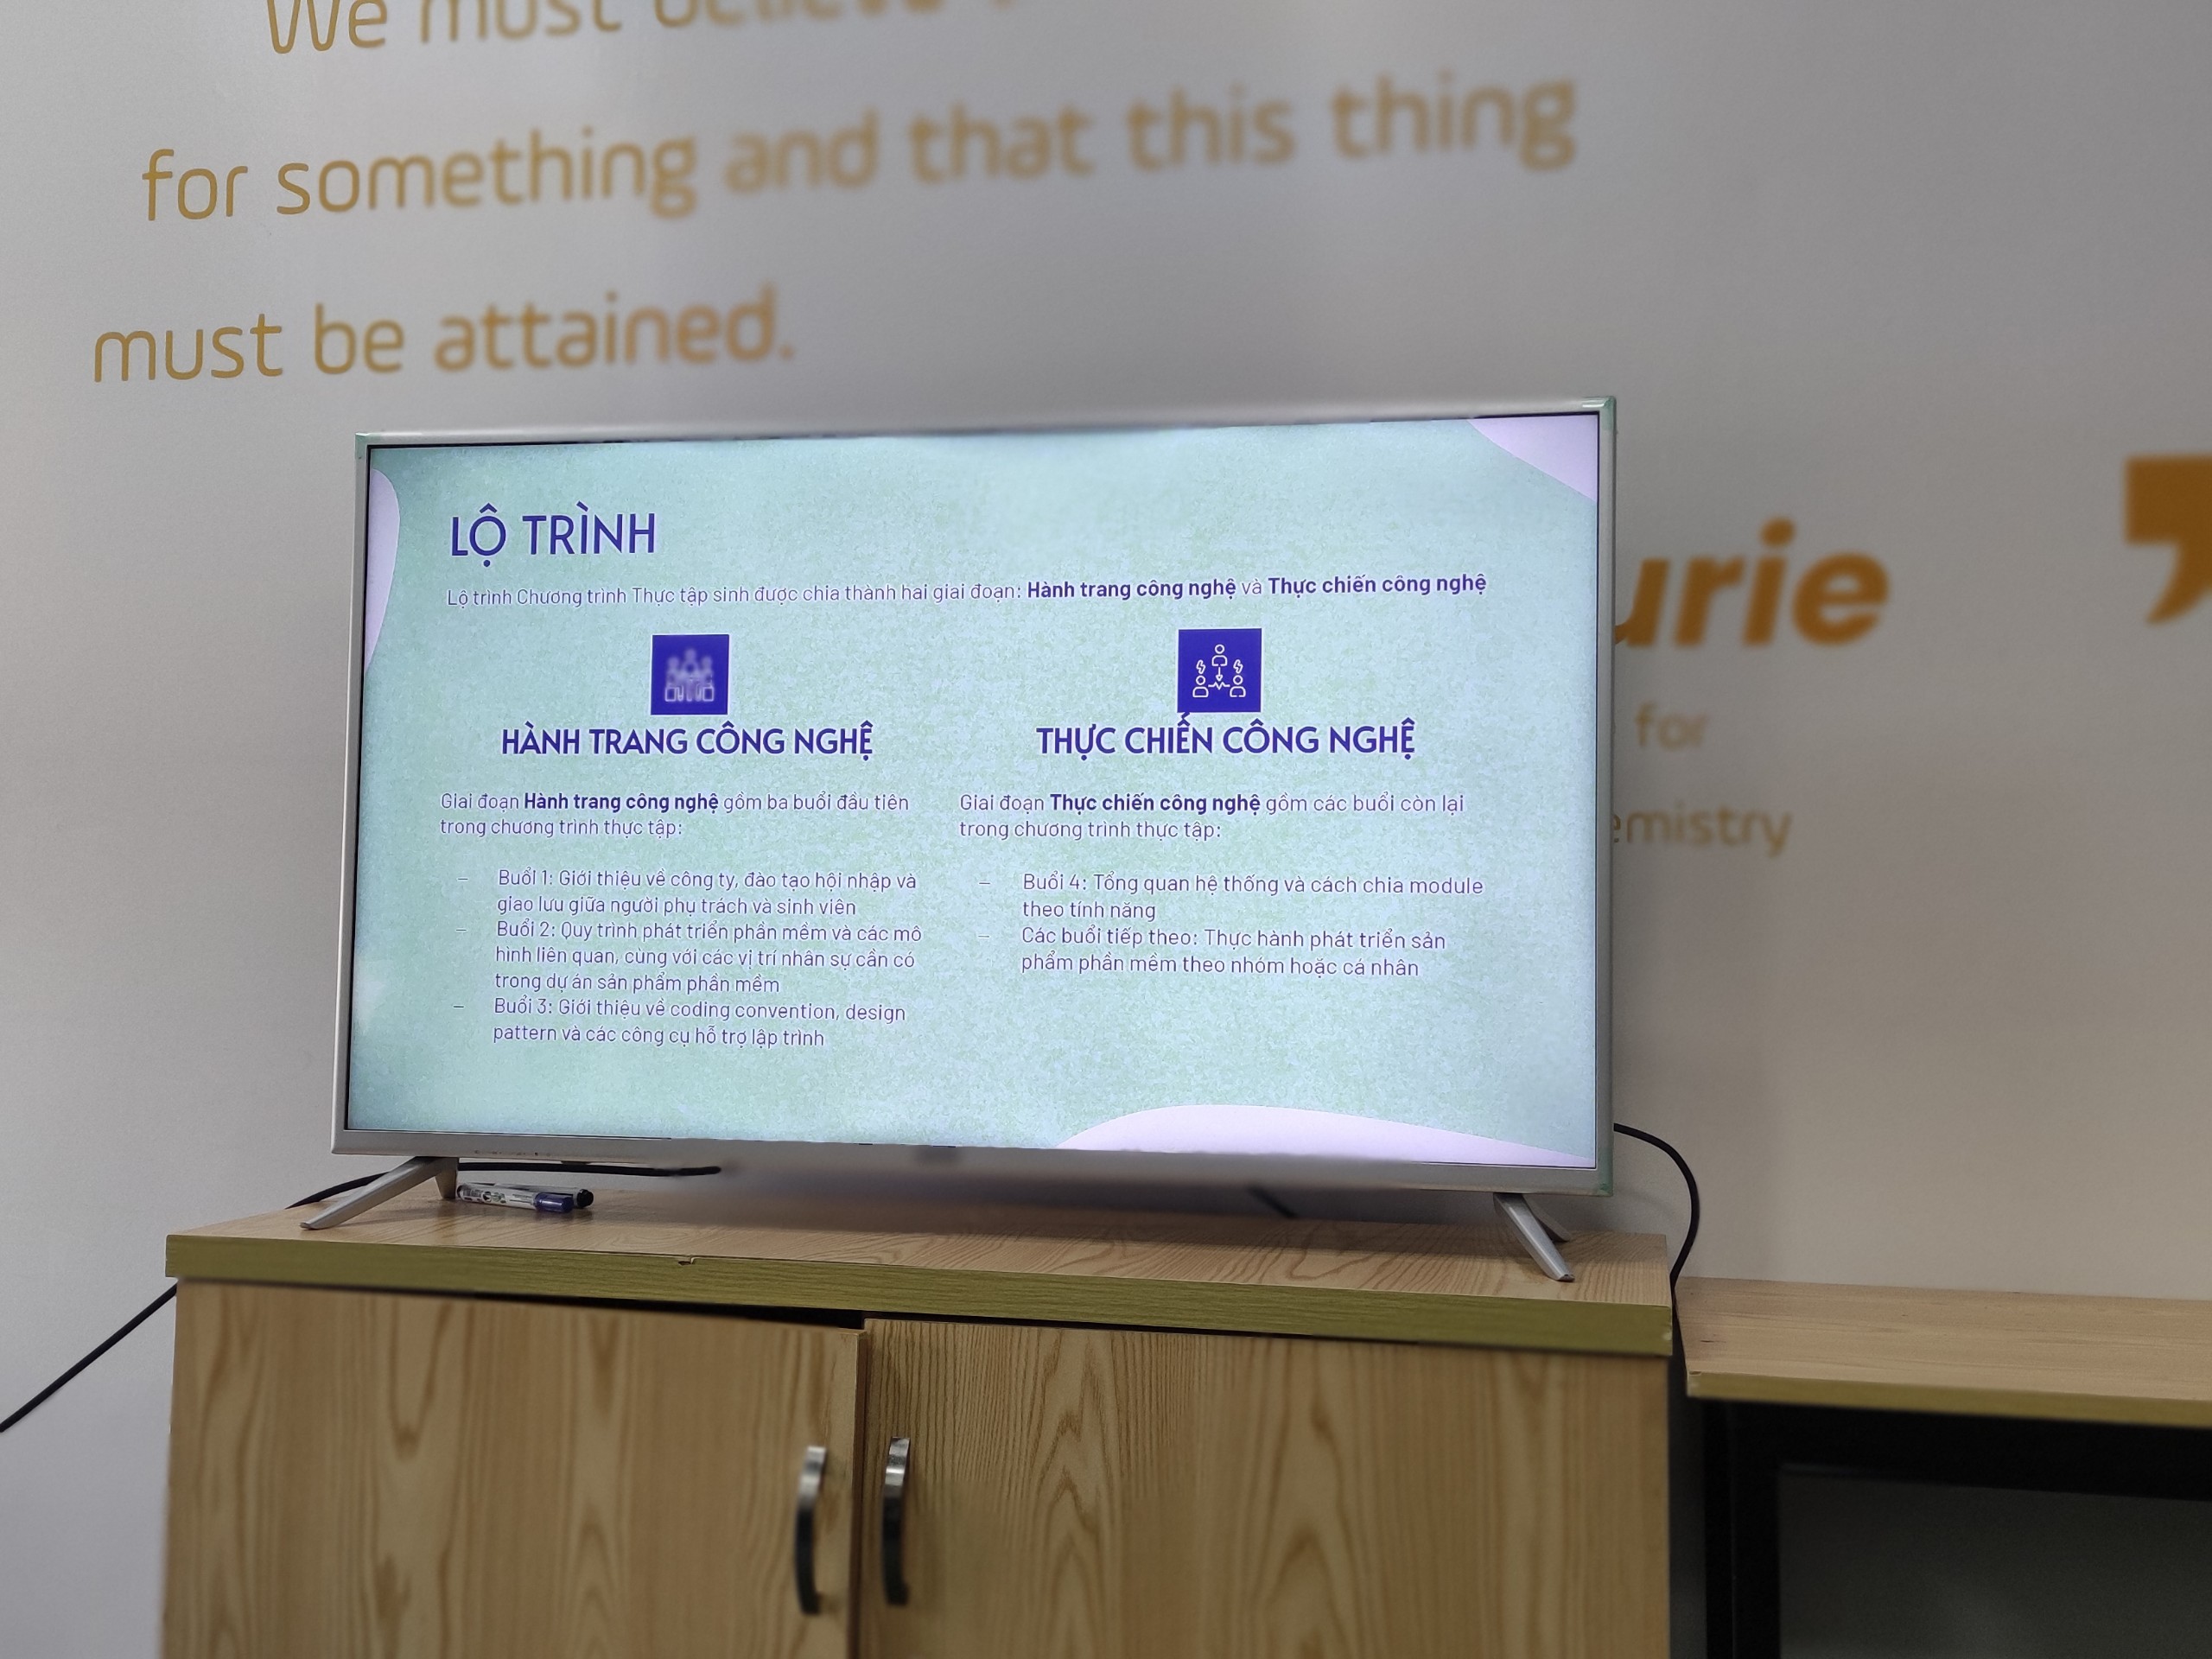 We must believe
for something and that this thing
must be attained.
urie
for
emistry
LỘ TRÌNH
Lộ trình Chương trình Thực tập sinh được chia thành hai giai đoạn: Hành trang công nghệ và Thực chiến công nghệ
HÀNH TRANG CÔNG NGHỆ
Giai đoạn Hành trang công nghệ gồm ba buổi đầu tiên
trong chương trình thực tập:
– Buổi 1: Giới thiệu về công ty, đào tạo hội nhập và
giao lưu giữa người phụ trách và sinh viên
– Buổi 2: Quy trình phát triển phần mềm và các mô
hình liên quan, cùng với các vị trí nhân sự cần có
trong dự án sản phẩm phần mềm
– Buổi 3: Giới thiệu về coding convention, design
pattern và các công cụ hỗ trợ lập trình
THỰC CHIẾN CÔNG NGHỆ
Giai đoạn Thực chiến công nghệ gồm các buổi còn lại
trong chương trình thực tập:
– Buổi 4: Tổng quan hệ thống và cách chia module
theo tính năng
– Các buổi tiếp theo: Thực hành phát triển sản
phẩm phần mềm theo nhóm hoặc cá nhân